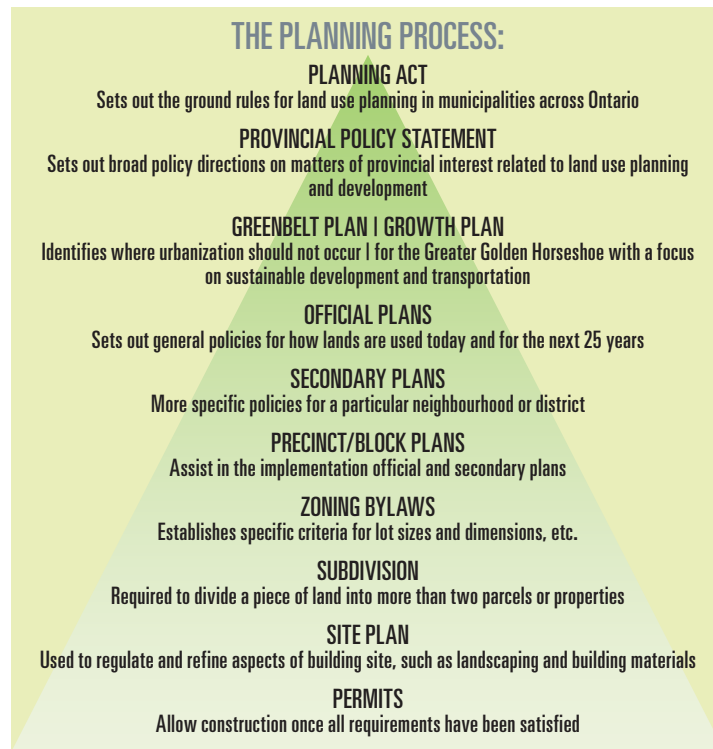 THE PLANNING PROCESS:
PLANNING ACT
Sets out the ground rules for land use planning in municipalities across Ontario
PROVINCIAL POLICY STATEMENT
Sets out broad policy directions on matters of provincial interest related to land use planning
and development
GREENBELT PLAN | GROWTH PLAN
Identifies where urbanization should not occur | for the Greater Golden Horseshoe with a focus
on sustainable development and transportation
OFFICIAL PLANS
Sets out general policies for how lands are used today and for the next 25 years
SECONDARY PLANS
More specific policies for a particular neighbourhood or district
PRECINCT/BLOCK PLANS
Assist in the implementation official and secondary plans
ZONING BYLAWS
Establishes specific criteria for lot sizes and dimensions, etc.
SUBDIVISION
Required to divide a piece of land into more than two parcels or properties
SITE PLAN
Used to regulate and refine aspects of building site, such as landscaping and building materials
PERMITS
Allow construction once all requirements have been satisfied